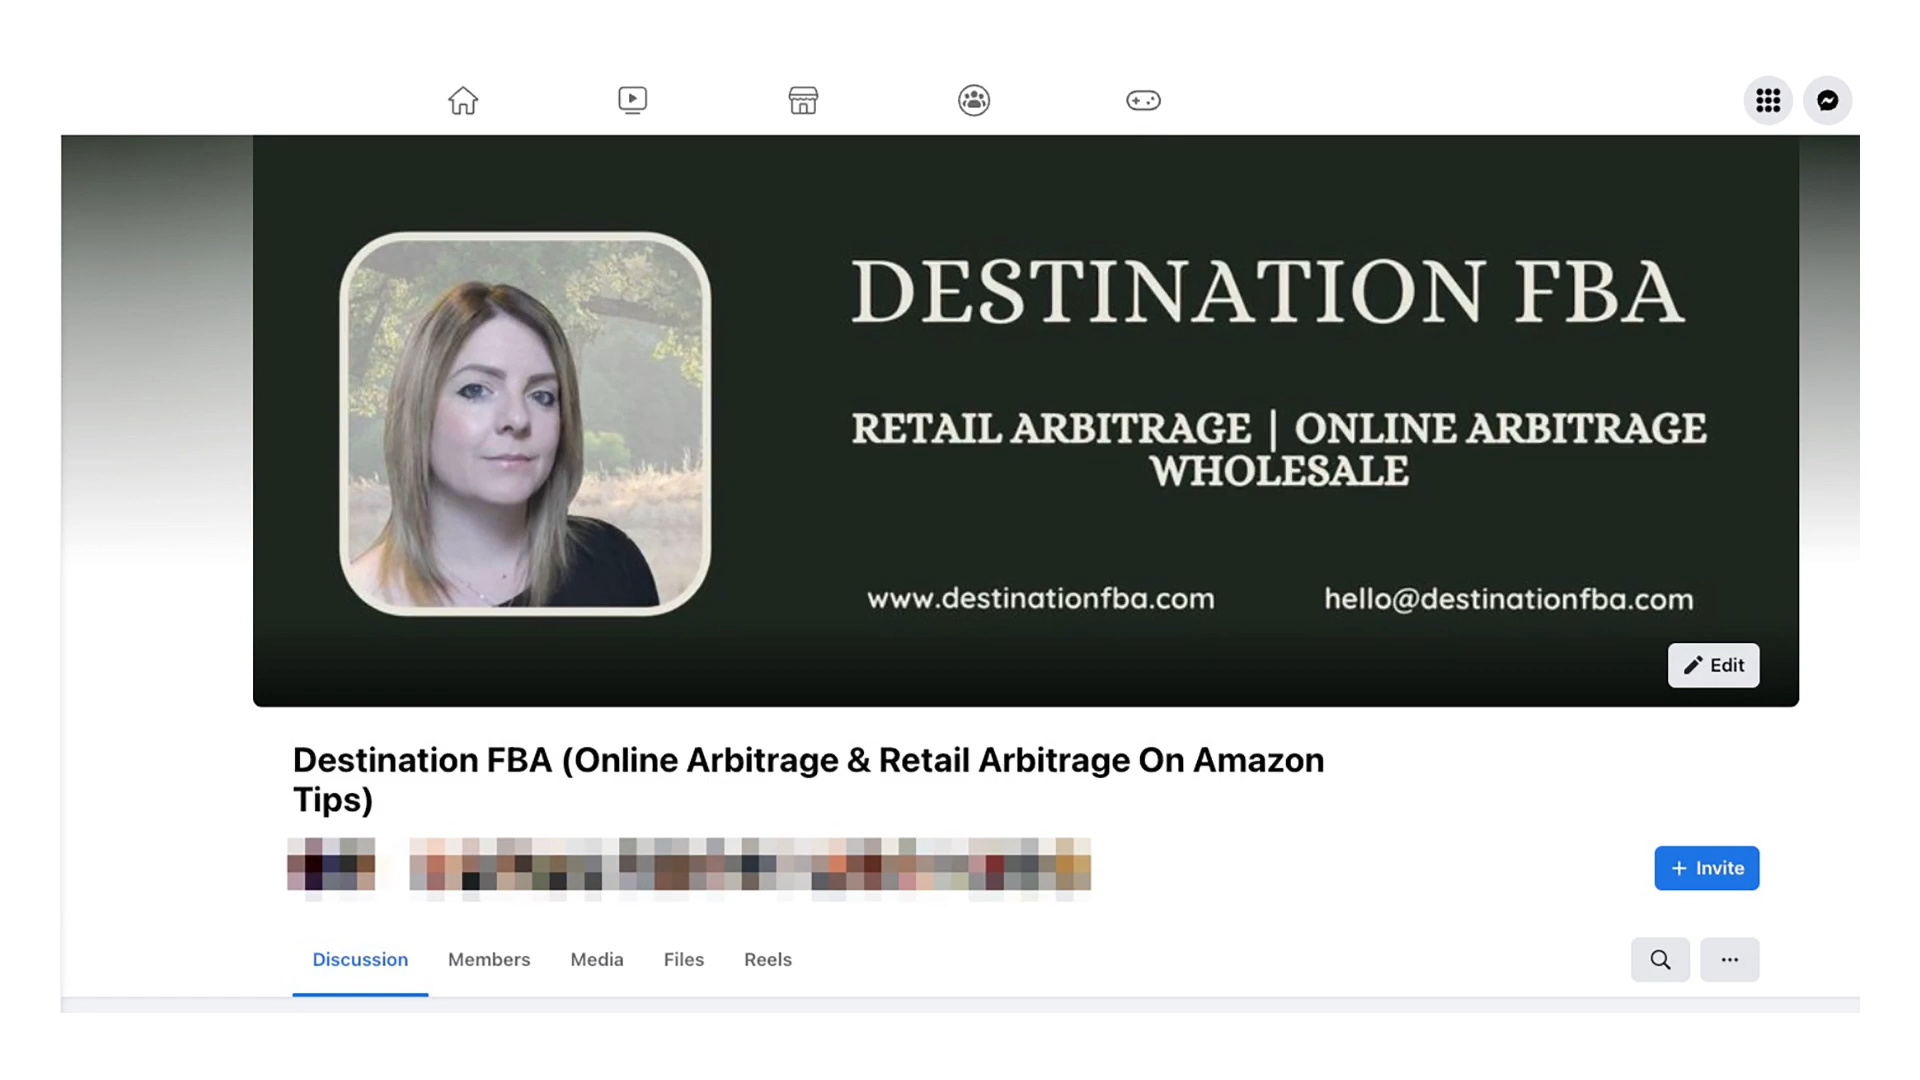 DESTINATION FBA
RETAIL ARBITRAGE | ONLINE ARBITRAGE
WHOLESALE
www.destinationfba.com hello@destinationfba.com
Edit
Destination FBA (Online Arbitrage & Retail Arbitrage On Amazon
Tips)
+ Invite
Discussion Members Media Files Reels